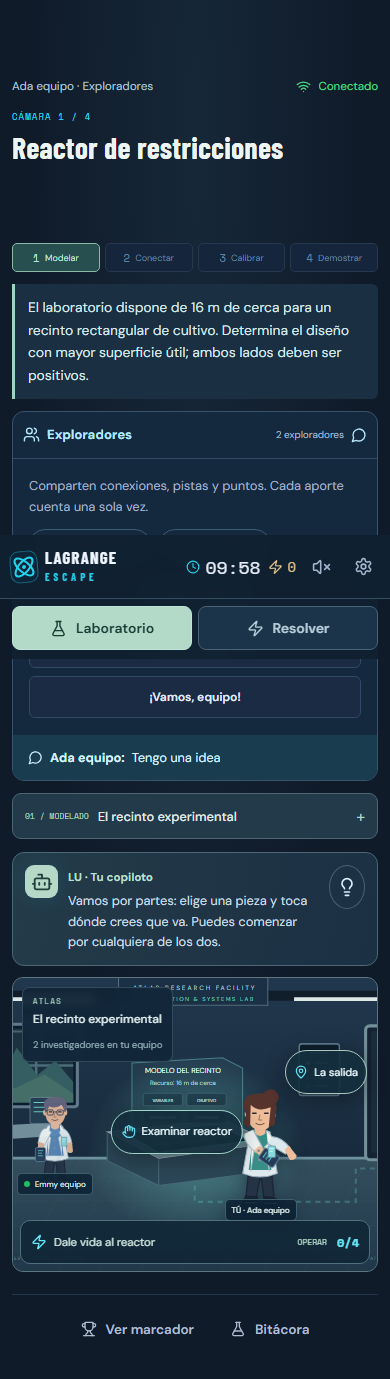 Ada equipo · Exploradores
Conectado
CÁMARA 1 / 4
Reactor de restricciones
1 Modelar
2 Conectar
3 Calibrar
4 Demostrar
El laboratorio dispone de 16 m de cerca para un
recinto rectangular de cultivo. Determina el diseño
con mayor superficie útil; ambos lados deben ser
positivos.
Exploradores
2 exploradores
Comparten conexiones, pistas y puntos. Cada aporte
cuenta una sola vez.
LAGRANGE
ESCAPE
09:58
0
Laboratorio
Resolver
¡Vamos, equipo!
Ada equipo: Tengo una idea
01 / MODELADO El recinto experimental +
LU · Tu copiloto
Vamos por partes: elige una pieza y toca
dónde crees que va. Puedes comenzar
por cualquiera de los dos.
RESEARCH FACILITY
& SYSTEMS LAB
ATLAS
El recinto experimental
2 investigadores en tu equipo
MODELO DEL RECINTO
Recurso: 16 m de cerca
VARIABLES
OBJETIVO
La salida
Examinar reactor
Emmy equipo
TÚ · Ada equipo
Dale vida al reactor
OPERAR 0/4
Ver marcador
Bitácora